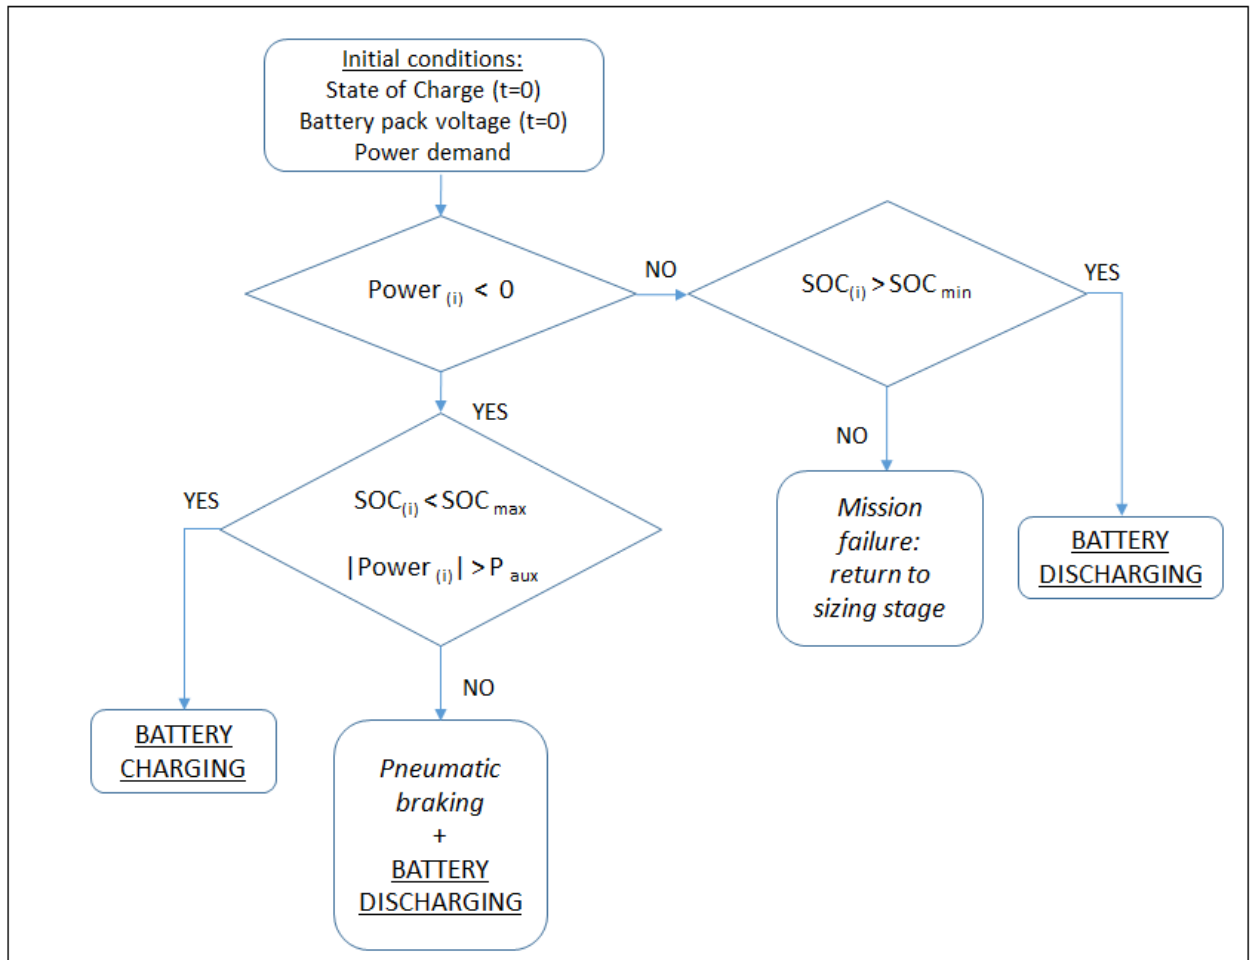 Initial conditions:
State of Charge (t=0)
Battery pack voltage (t=0)
Power demand
Power (i) < 0
NO
SOC(i) > SOC min
YES
YES
NO
YES
SOC(i) < SOC max
|Power (i)| > P aux
Mission
failure:
return to
sizing stage
BATTERY
DISCHARGING
NO
BATTERY
CHARGING
Pneumatic
braking
+
BATTERY
DISCHARGING